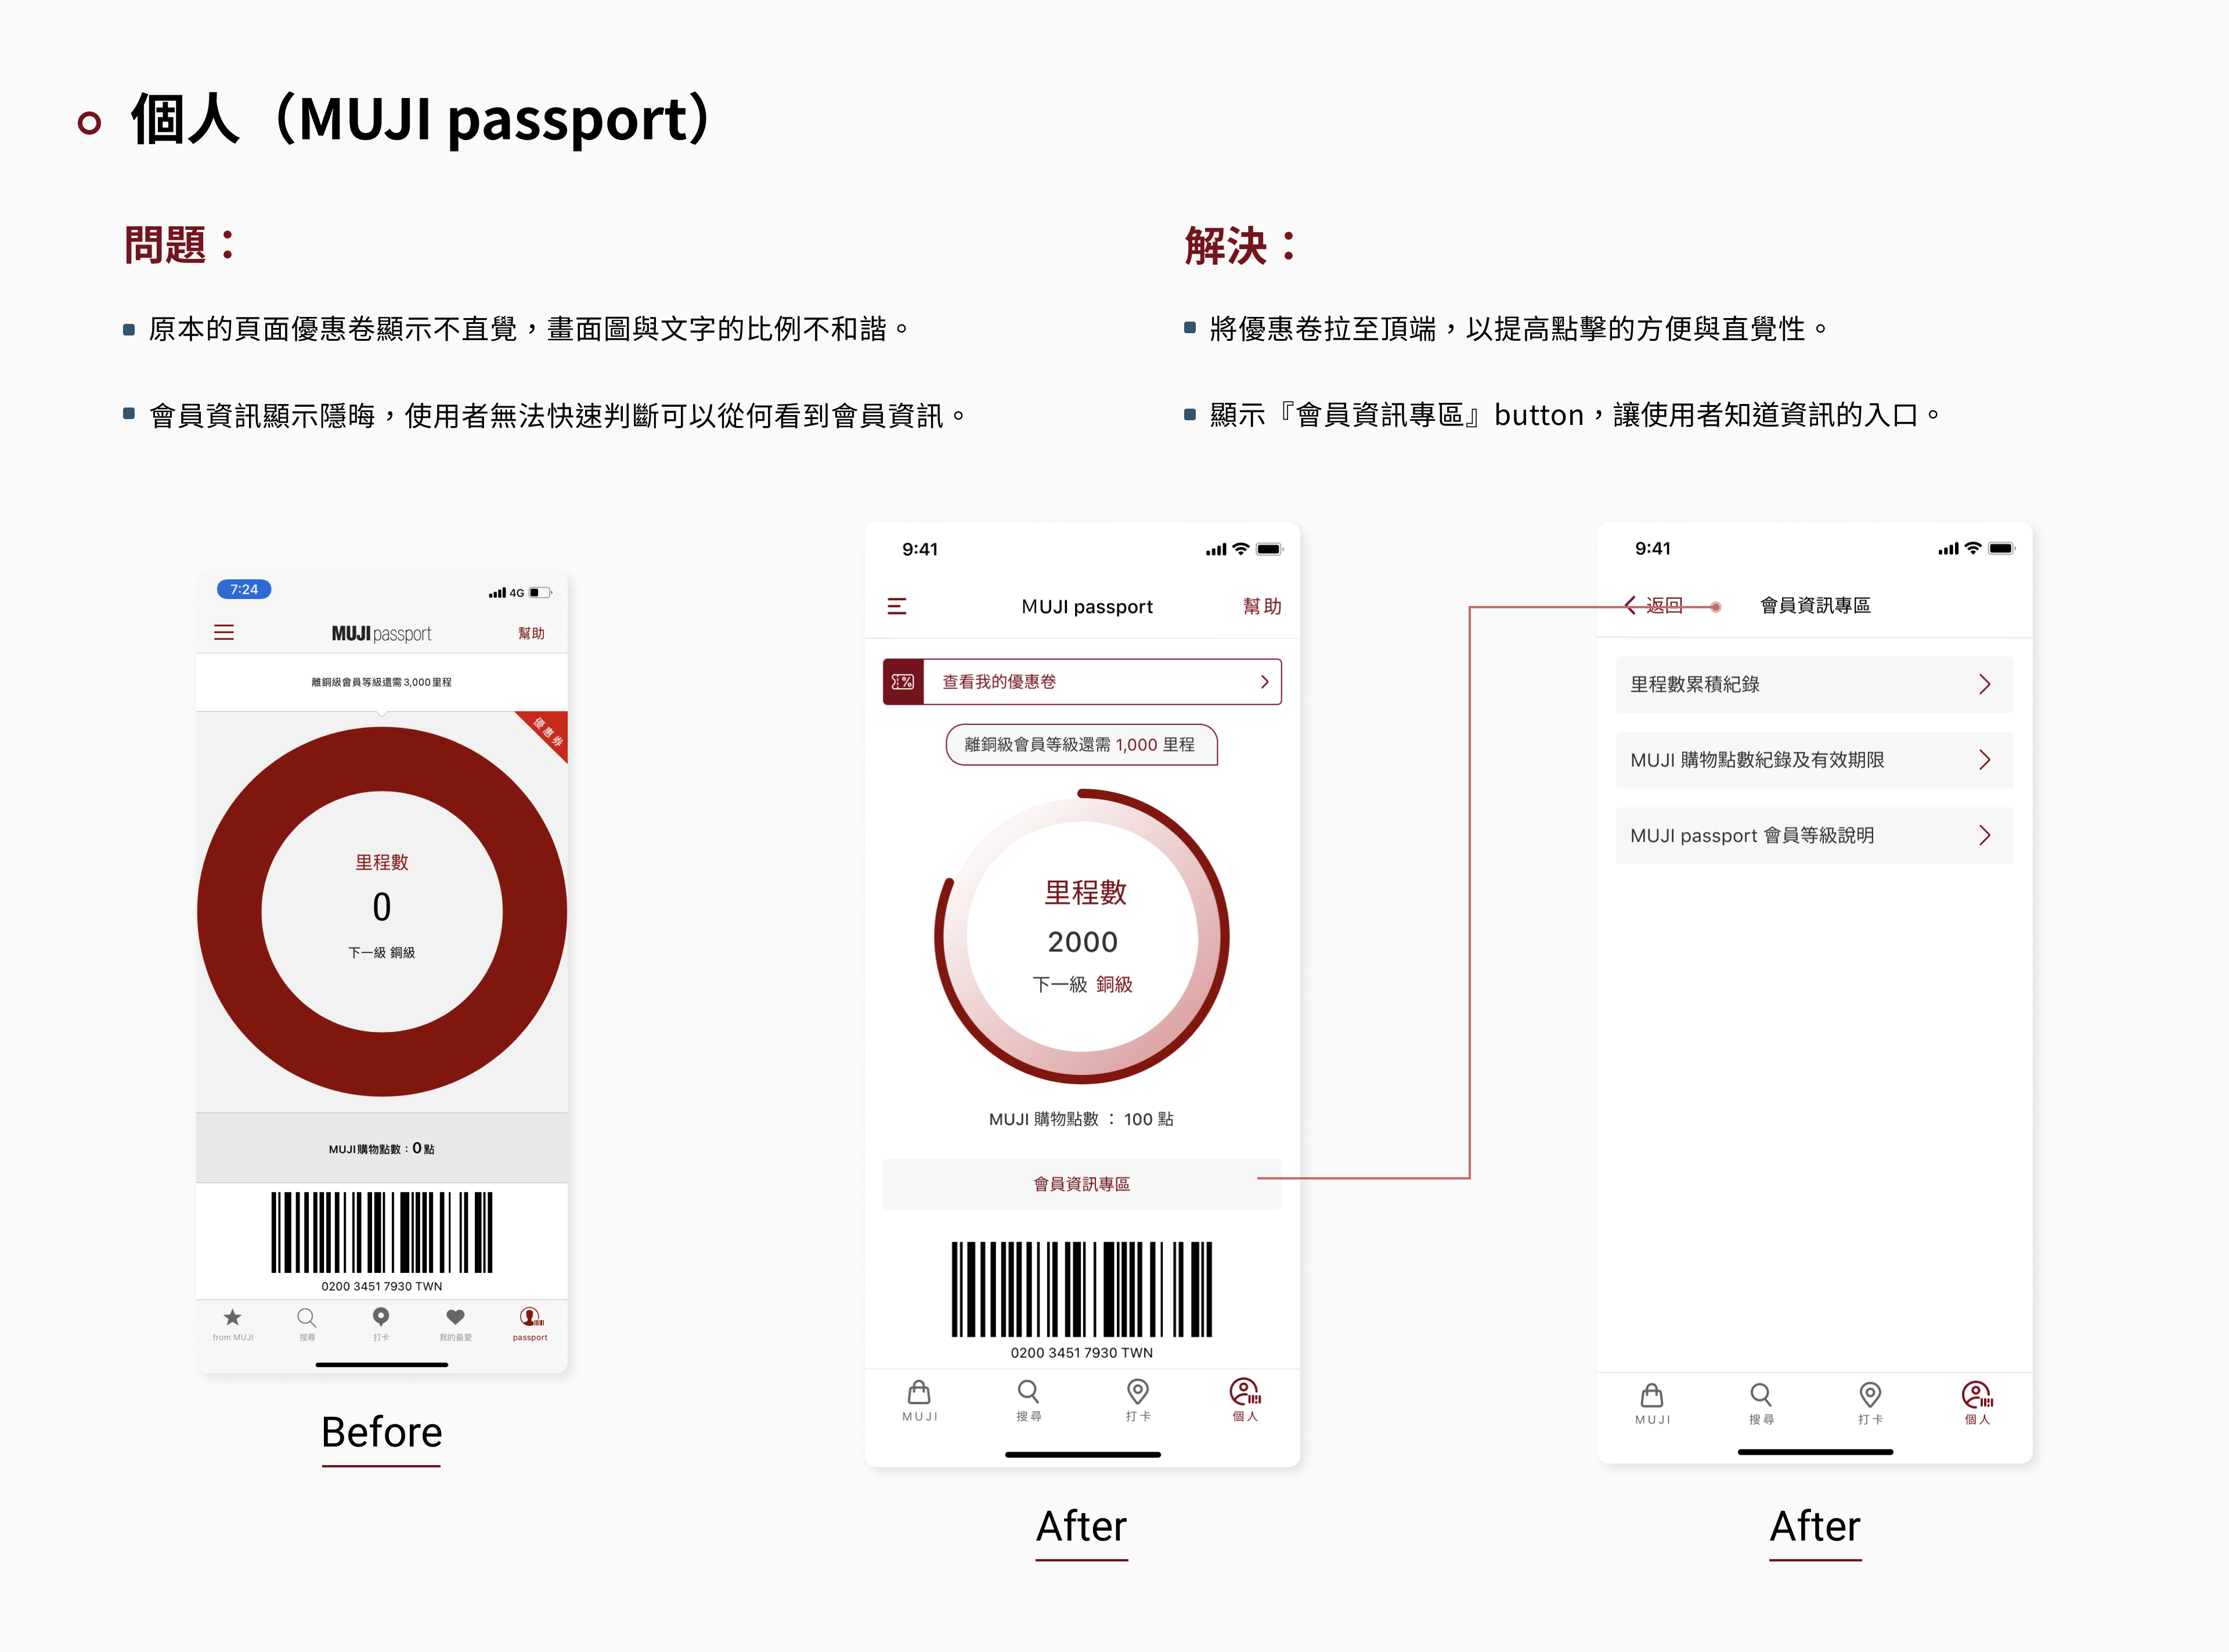 個人（MUJI passport）
問題：
原本的頁面優惠卷顯示不直覺，畫面圖與文字的比例不和諧。
會員資訊顯示隱晦，使用者無法快速判斷可以從何看到會員資訊。
解決：
將優惠卷拉至頂端，以提高點擊的方便與直覺性。
顯示『會員資訊專區』button，讓使用者知道資訊的入口。
7:24
4G
MUJI passport
幫助
離銅級會員等級還需3,000里程
優惠券
里程數
0
下一級 銅級
MUJI購物點數：0點
0200 3451 7930 TWN
from MUJI
搜尋
打卡
我的最愛
passport
Before
9:41
MUJI passport
幫助
查看我的優惠卷
離銅級會員等級還需 1,000 里程
里程數
2000
下一級 銅級
MUJI 購物點數 ： 100 點
會員資訊專區
0200 3451 7930 TWN
MUJI
搜尋
打卡
個人
After
9:41
返回
會員資訊專區
里程數累積紀錄
MUJI 購物點數紀錄及有效期限
MUJI passport 會員等級說明
MUJI
搜尋
打卡
個人
After